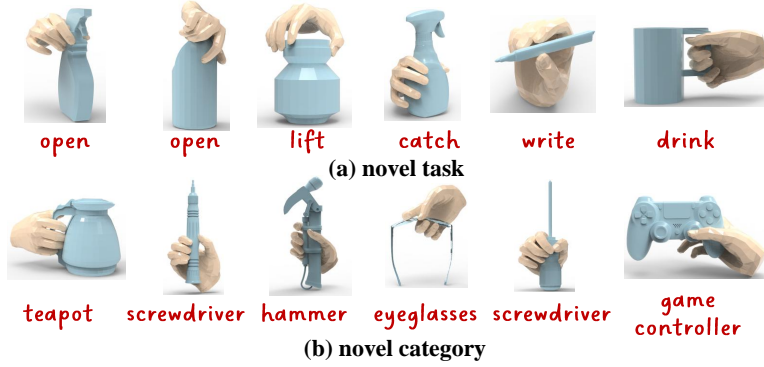 open open lift catch write drink
(a) novel task
teapot screwdriver hammer eyeglasses screwdriver game controller
(b) novel category